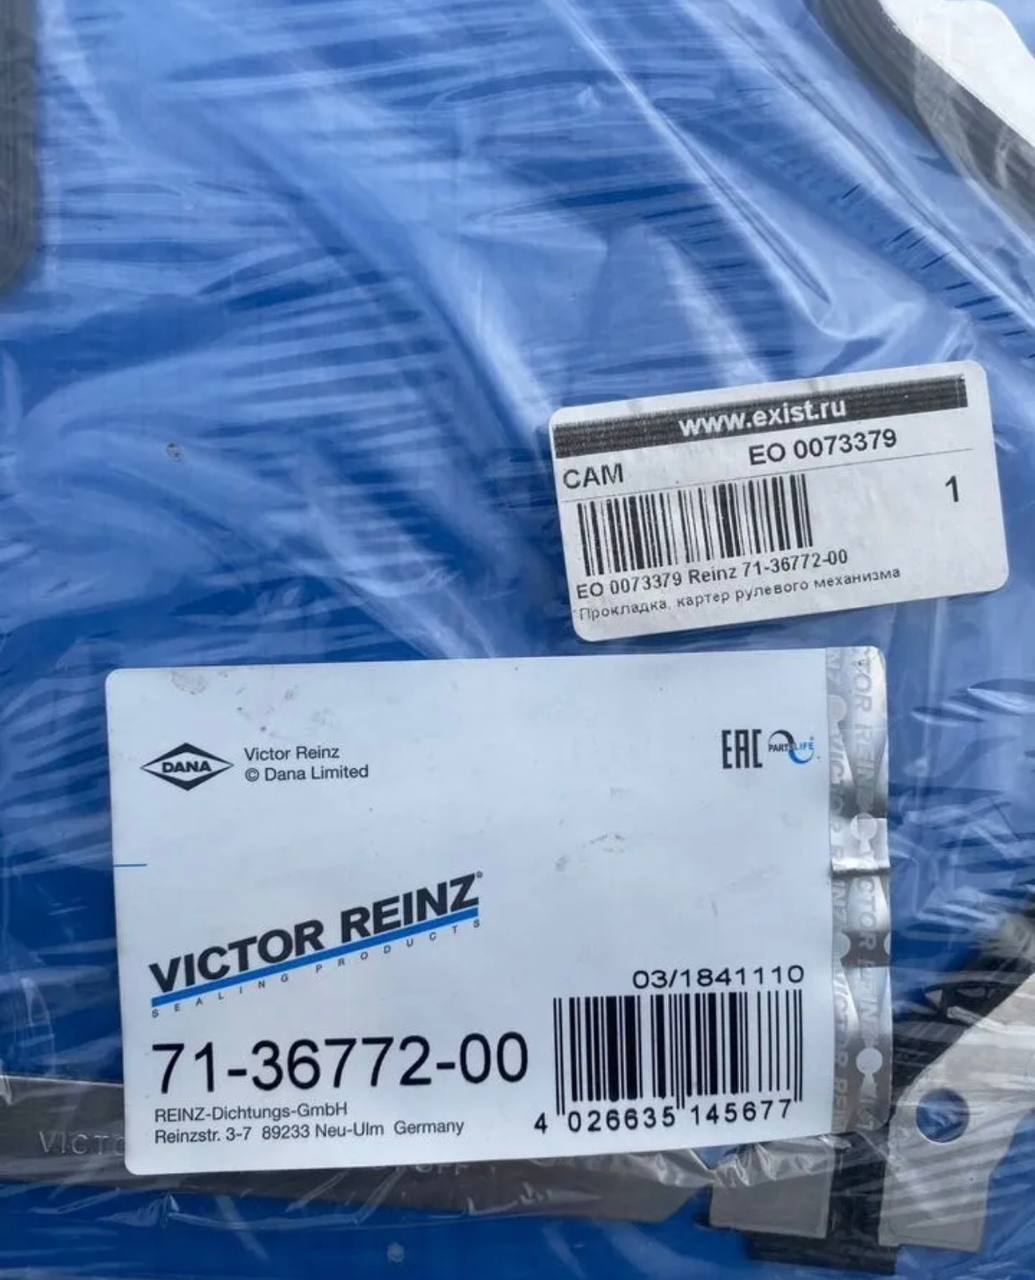 www.exist.ru
CAM EO 0073379
1
EO 0073379 Reinz 71-36772-00
Прокладка, картер рулевого механизма
DANA
Victor Reinz
© Dana Limited
EAC PARTSLIFE
VICTOR REINZ®
SEALING PRODUCTS
03/1841110
71-36772-00
4 026635 145677
REINZ-Dichtungs-GmbH
Reinzstr. 3-7 89233 Neu-Ulm Germany